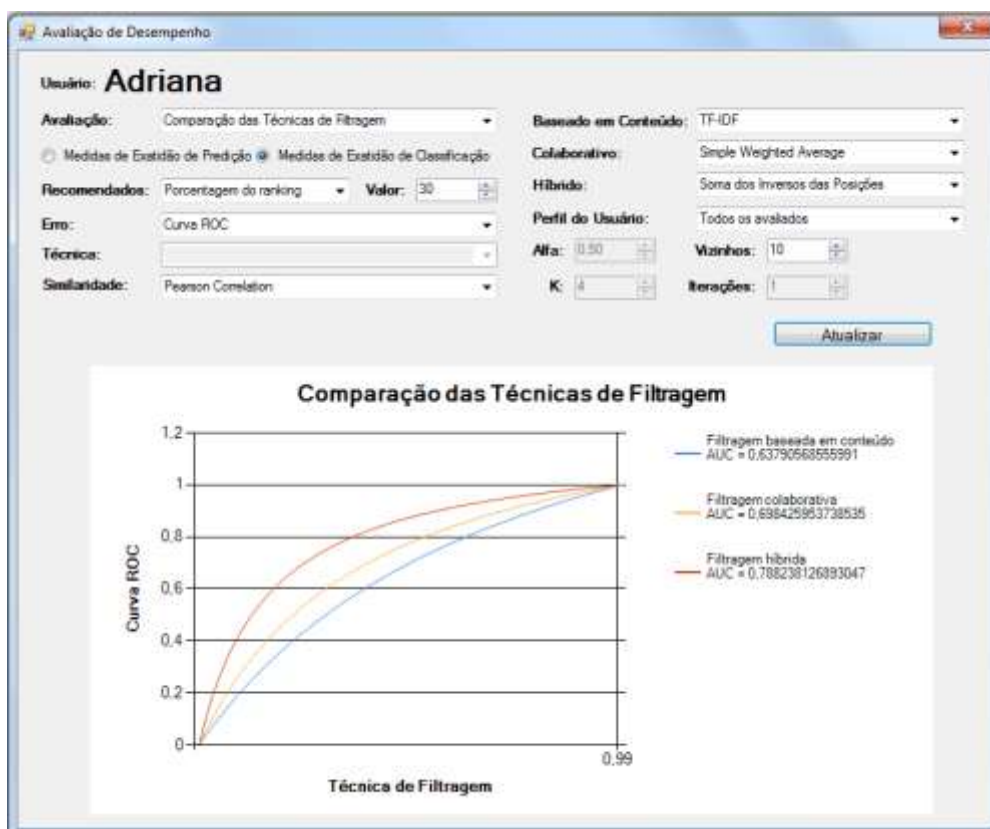 Avaliação de Desempenho
Usuário: Adriana
Avaliação: Comparação das Técnicas de Filtragem
Medidas de Exatidão de Predição Medidas de Exatidão de Classificação
Recomendados: Porcentagem do ranking Valor: 30
Erro: Curva ROC
Técnica:
Similaridade: Pearson Correlation
Baseado em Conteúdo: TF-IDF
Colaborativo: Simple Weighted Average
Híbrido: Soma dos Inversos das Posições
Perfil do Usuário: Todos os avaliados
Alfa: 0.50 Vizinhos: 10
K: 4 Iterações: 1
Atualizar
Comparação das Técnicas de Filtragem
1,2
1
0,8
0,6
0,4
0,2
0
Curva ROC
0,99
Técnica de Filtragem
Filtragem baseada em conteúdo
AUC = 0,63790568555991
Filtragem colaborativa
AUC = 0,698425953738535
Filtragem híbrida
AUC = 0,788238126893047